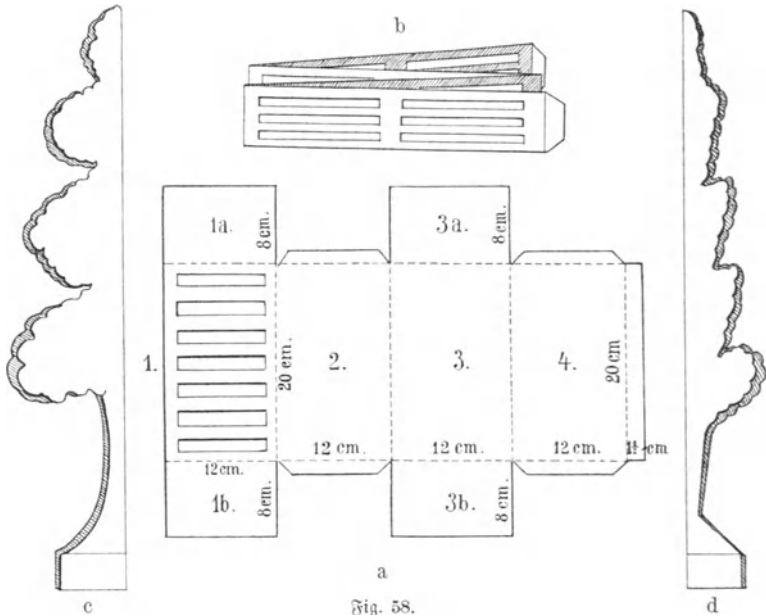 b
1a.
8 cm.
3a.
8 cm.
1.
20 cm.
2.
3.
4.
20 cm
12 cm.
12 cm.
12 cm.
12 cm.
1b.
8 cm.
3b.
8 cm.
a
c
Fig. 58.
d